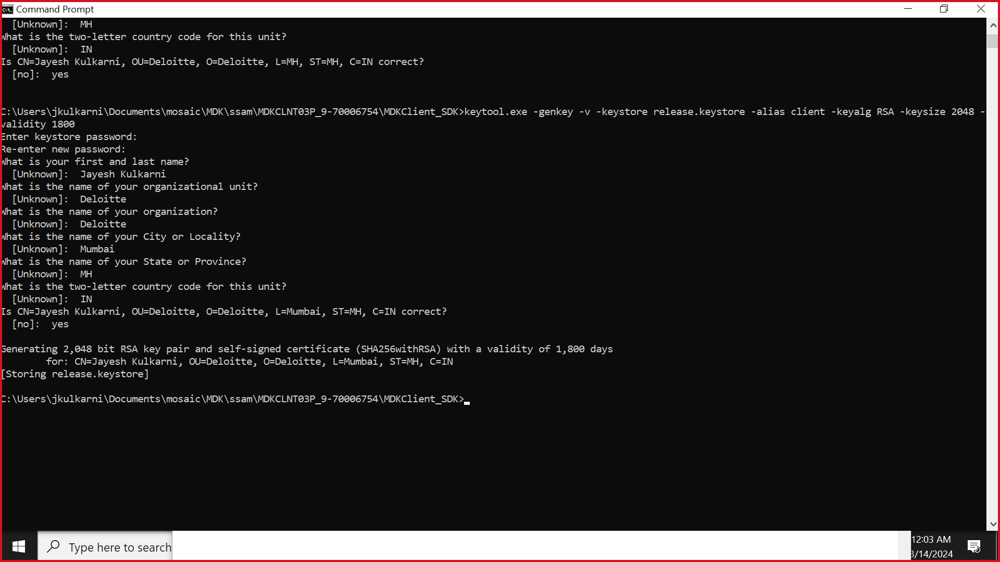 Command Prompt
[Unknown]:  MH
What is the two-letter country code for this unit?
[Unknown]:  IN
Is CN=Jayesh Kulkarni, OU=Deloitte, O=Deloitte, L=MH, ST=MH, C=IN correct?
[no]:  yes
C:\Users\jkulkarni\Documents\mosaic\MDK\ssam\MDKCLNT03P_9-70006754\MDKClient_SDK>keytool.exe -genkey -v -keystore release.keystore -alias client -keyalg RSA -keysize 2048 -
validity 1800
Enter keystore password:
Re-enter new password:
What is your first and last name?
[Unknown]:  Jayesh Kulkarni
What is the name of your organizational unit?
[Unknown]:  Deloitte
What is the name of your organization?
[Unknown]:  Deloitte
What is the name of your City or Locality?
[Unknown]:  Mumbai
What is the name of your State or Province?
[Unknown]:  MH
What is the two-letter country code for this unit?
[Unknown]:  IN
Is CN=Jayesh Kulkarni, OU=Deloitte, O=Deloitte, L=Mumbai, ST=MH, C=IN correct?
[no]:  yes
Generating 2,048 bit RSA key pair and self-signed certificate (SHA256withRSA) with a validity of 1,800 days
for: CN=Jayesh Kulkarni, OU=Deloitte, O=Deloitte, L=Mumbai, ST=MH, C=IN
[Storing release.keystore]
C:\Users\jkulkarni\Documents\mosaic\MDK\ssam\MDKCLNT03P_9-70006754\MDKClient_SDK>
Type here to search
12:03 AM
3/14/2024